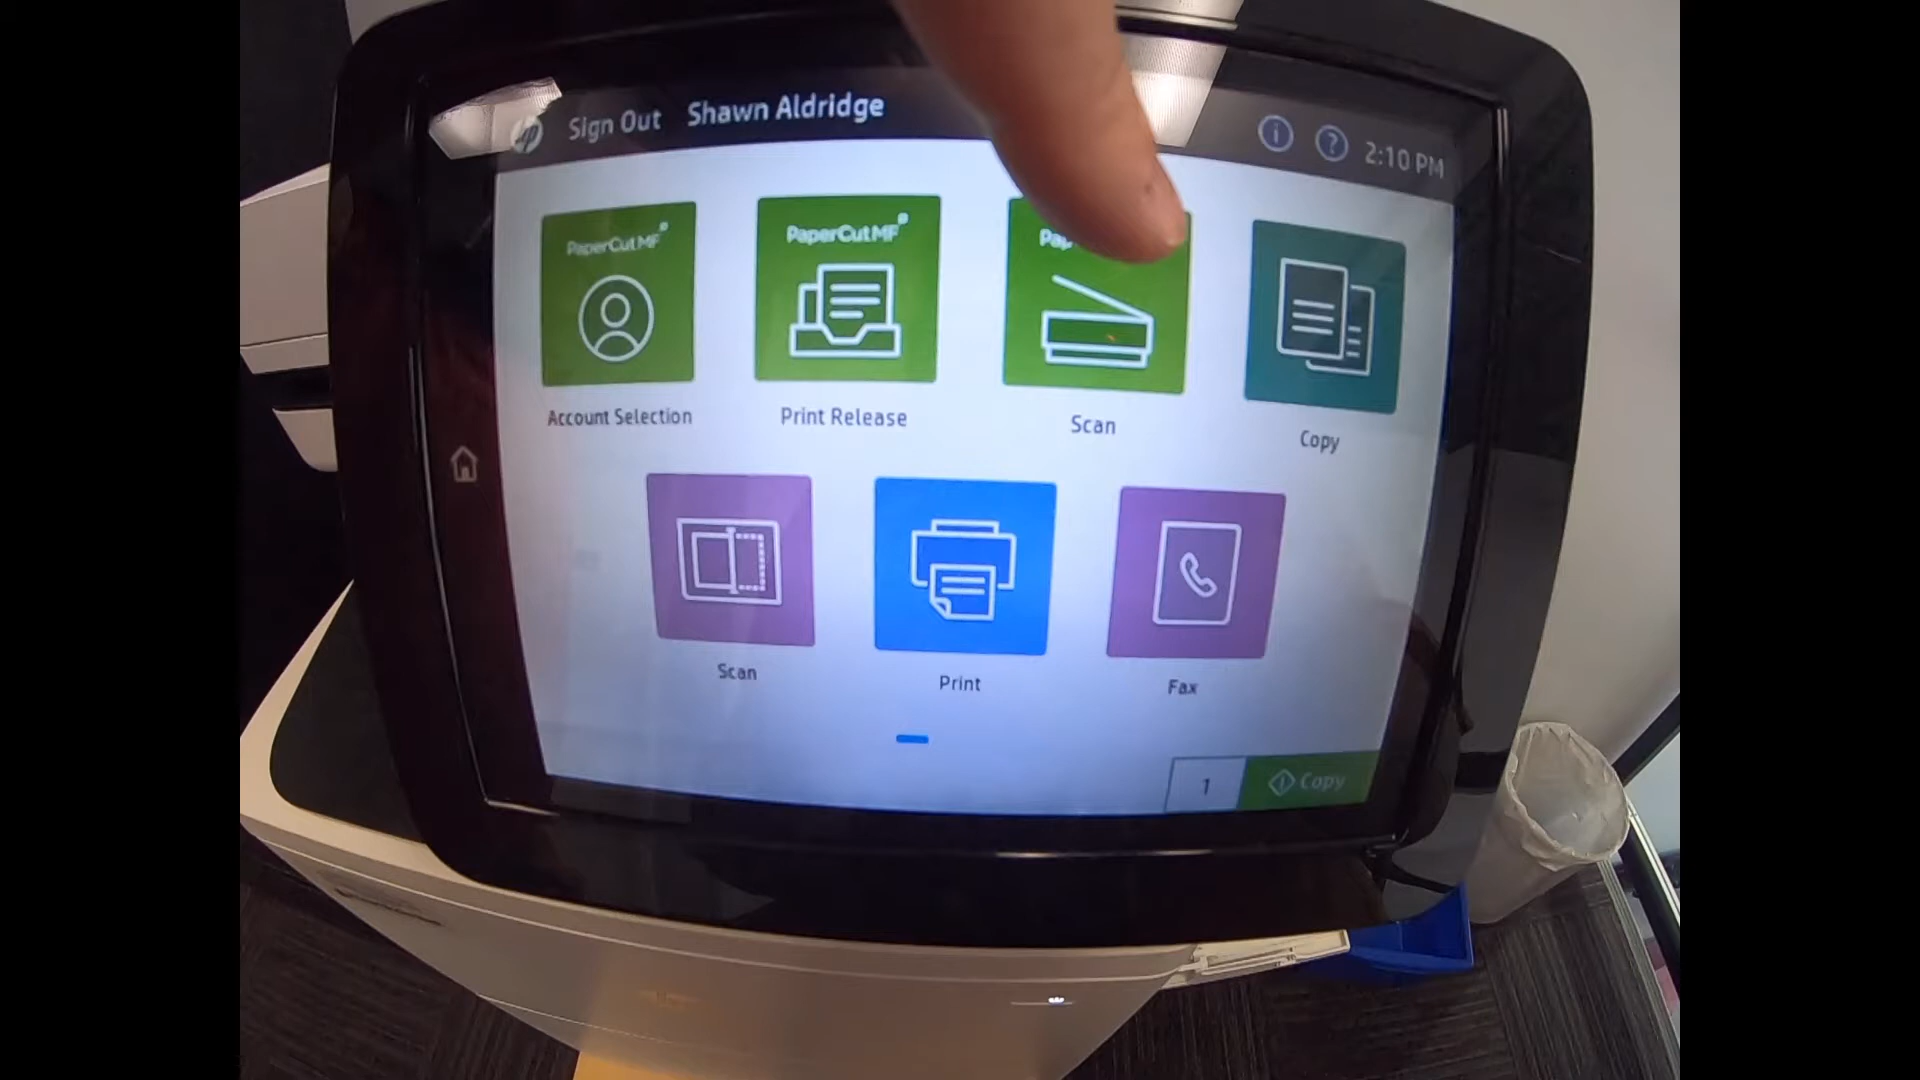 Sign Out Shawn Aldridge
i ? 2:10 PM
PaperCut MF
Account Selection
PaperCut MF
Print Release
Pap
Scan
Copy
Scan
Print
Fax
1
Copy